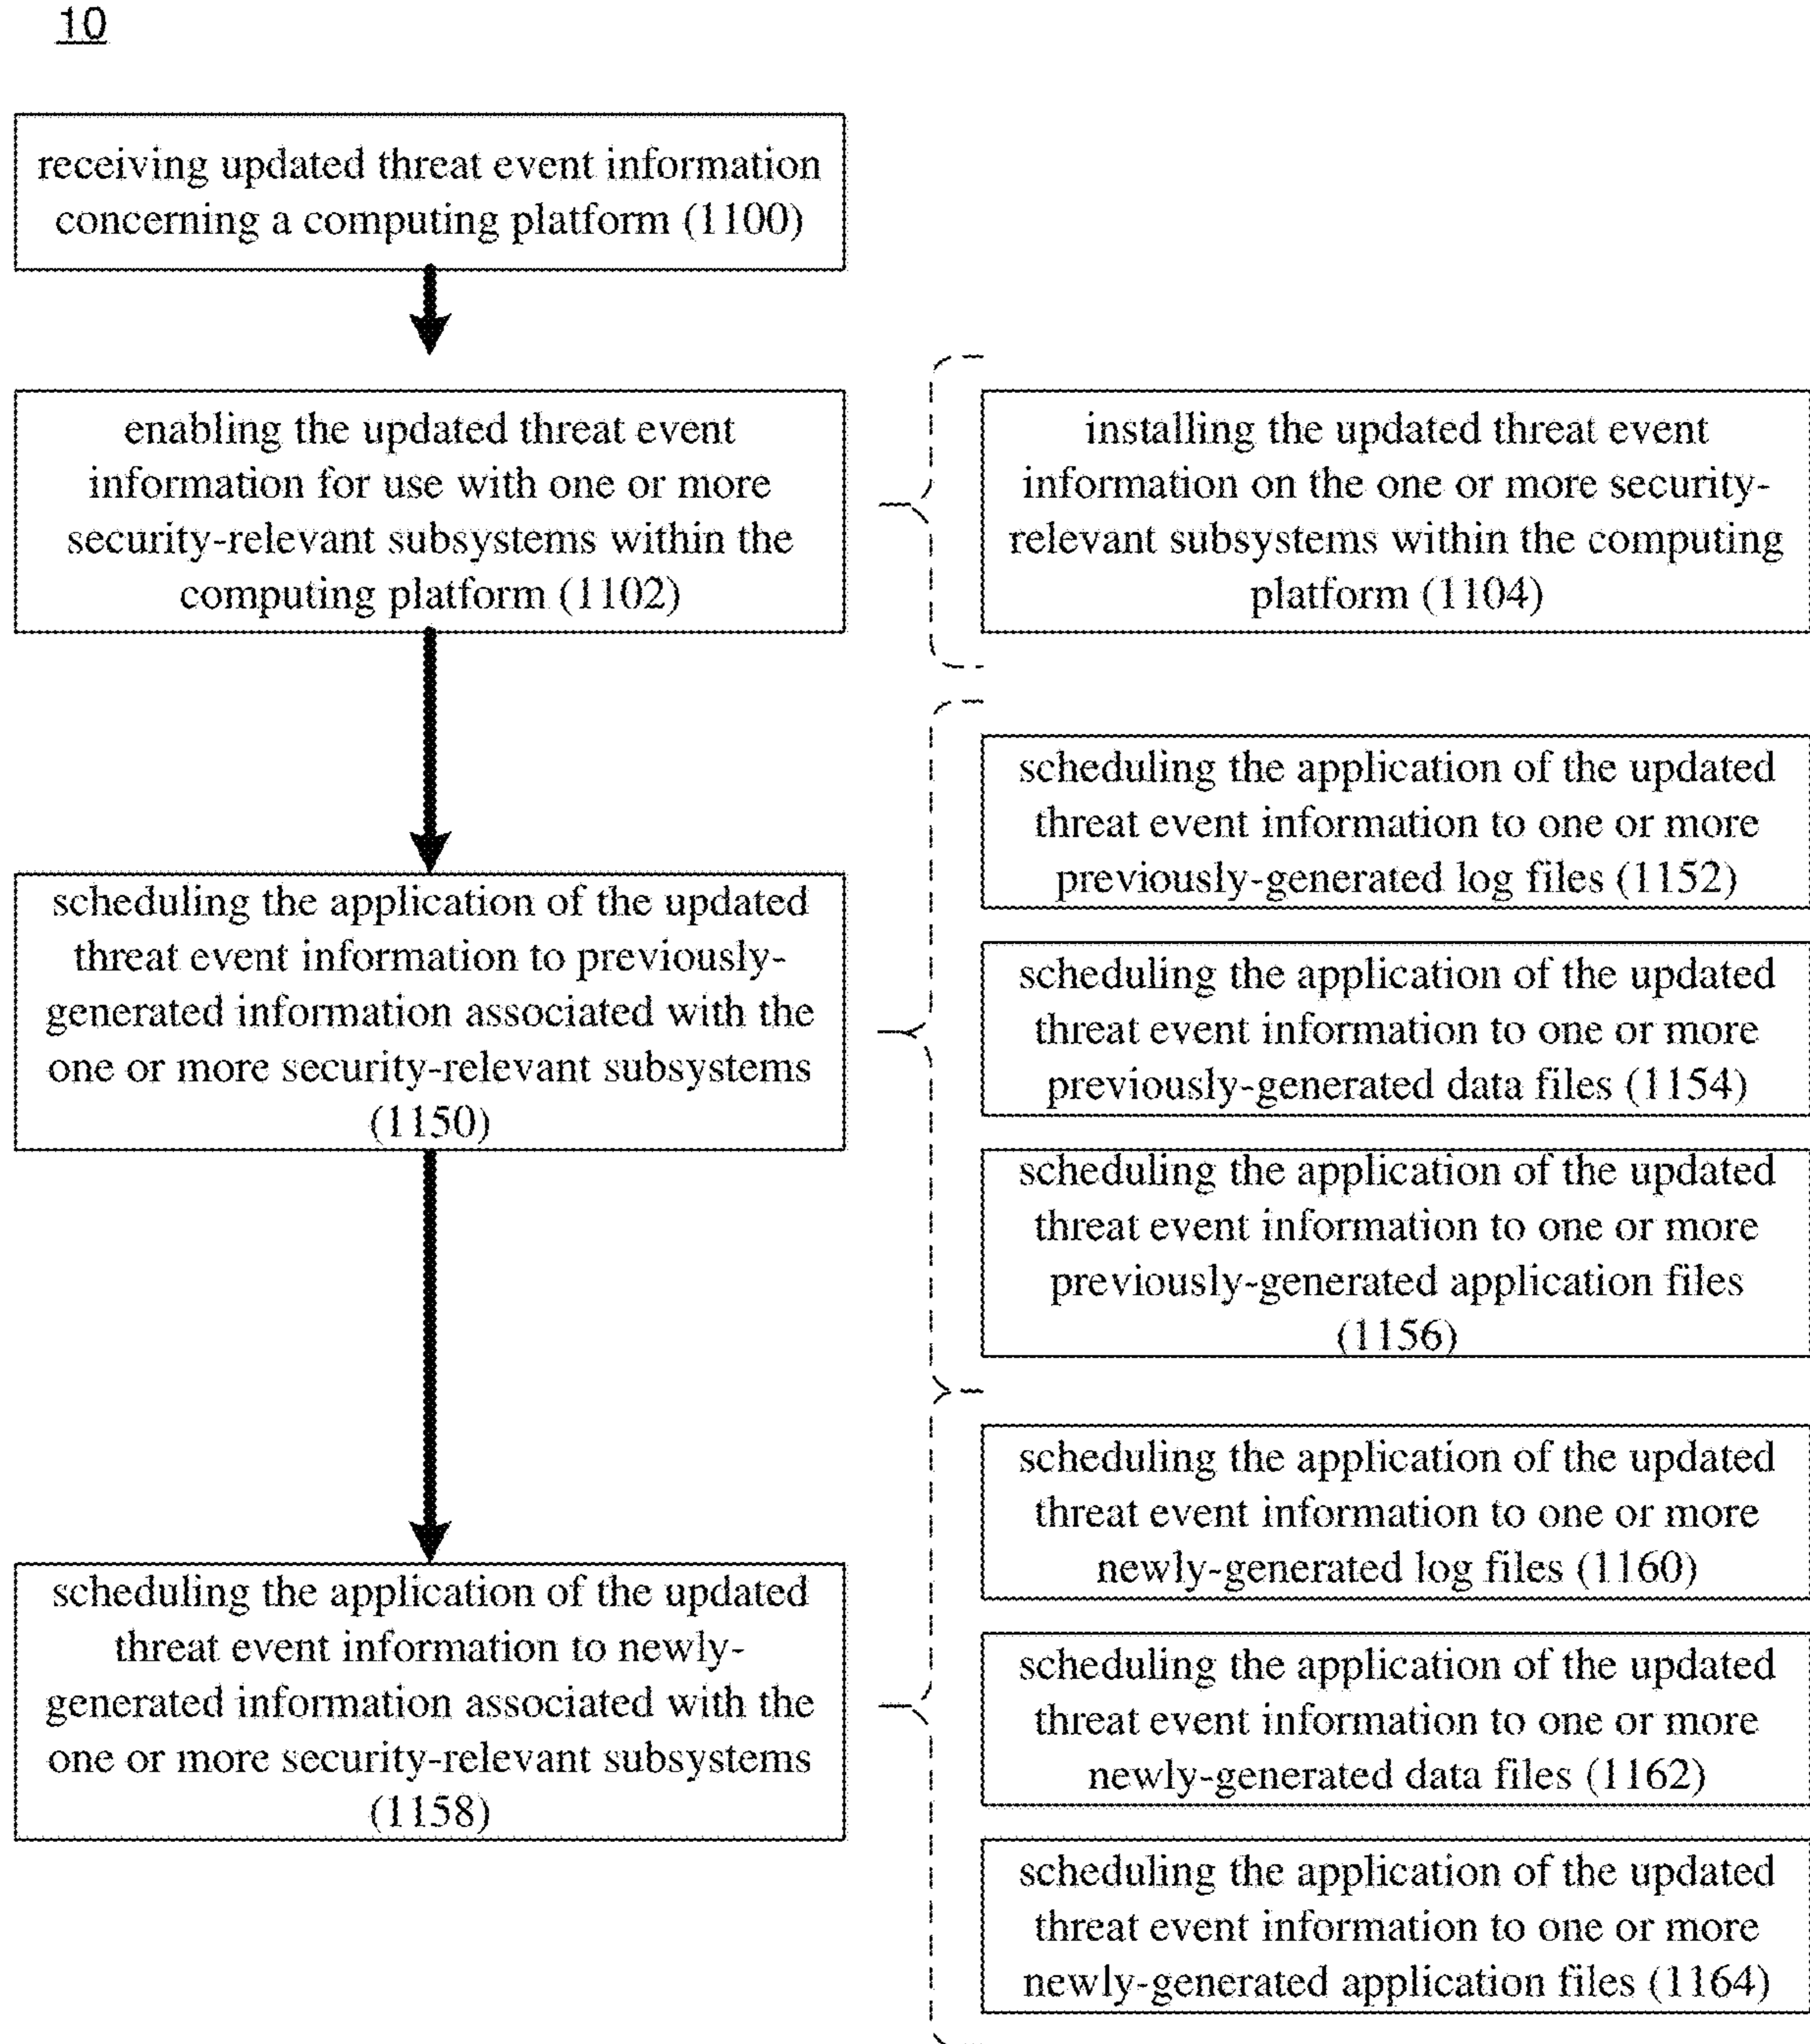 10
receiving updated threat event information
concerning a computing platform (1100)
enabling the updated threat event
information for use with one or more
security-relevant subsystems within the
computing platform (1102)
installing the updated threat event
information on the one or more security-
relevant subsystems within the computing
platform (1104)
scheduling the application of the updated
threat event information to previously-
generated information associated with the
one or more security-relevant subsystems
(1150)
scheduling the application of the updated
threat event information to one or more
previously-generated log files (1152)
scheduling the application of the updated
threat event information to one or more
previously-generated data files (1154)
scheduling the application of the updated
threat event information to one or more
previously-generated application files
(1156)
scheduling the application of the updated
threat event information to newly-
generated information associated with the
one or more security-relevant subsystems
(1158)
scheduling the application of the updated
threat event information to one or more
newly-generated log files (1160)
scheduling the application of the updated
threat event information to one or more
newly-generated data files (1162)
scheduling the application of the updated
threat event information to one or more
newly-generated application files (1164)